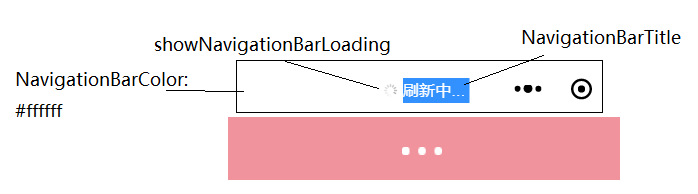 showNavigationBarLoading
NavigationBarTitle
NavigationBarColor:
#ffffff
刷新中...